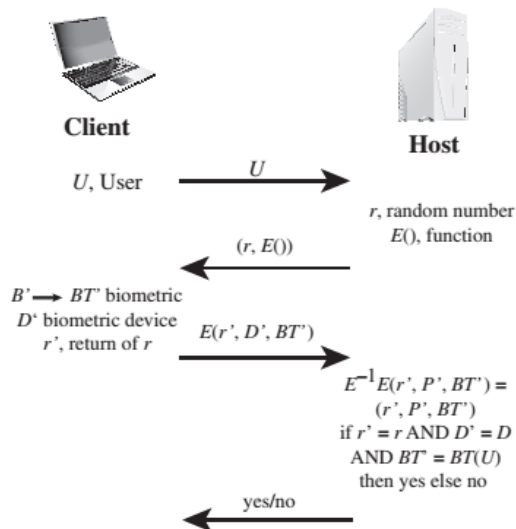 Client
Host
U, User
U
r, random number
E(), function
(r, E())
B’ → BT’ biometric
D‘ biometric device
r’, return of r
E(r’, D’, BT’)
E⁻¹E(r’, P’, BT’) =
(r’, P’, BT’)
if r’ = r AND D’ = D
AND BT’ = BT(U)
then yes else no
yes/no